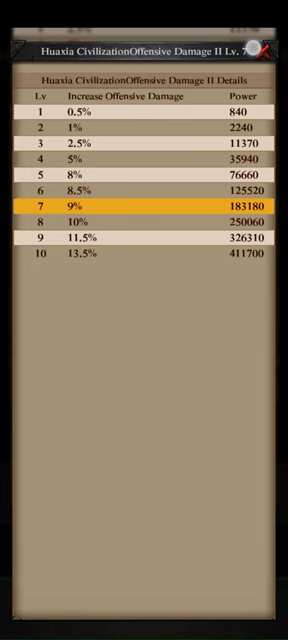 Huaxia CivilizationOffensive Damage II Lv. 7
Huaxia CivilizationOffensive Damage II Details
Lv Increase Offensive Damage Power
1 0.5% 840
2 1% 2240
3 2.5% 11370
4 5% 35940
5 8% 76660
6 8.5% 125520
7 9% 183180
8 10% 250060
9 11.5% 326310
10 13.5% 411700